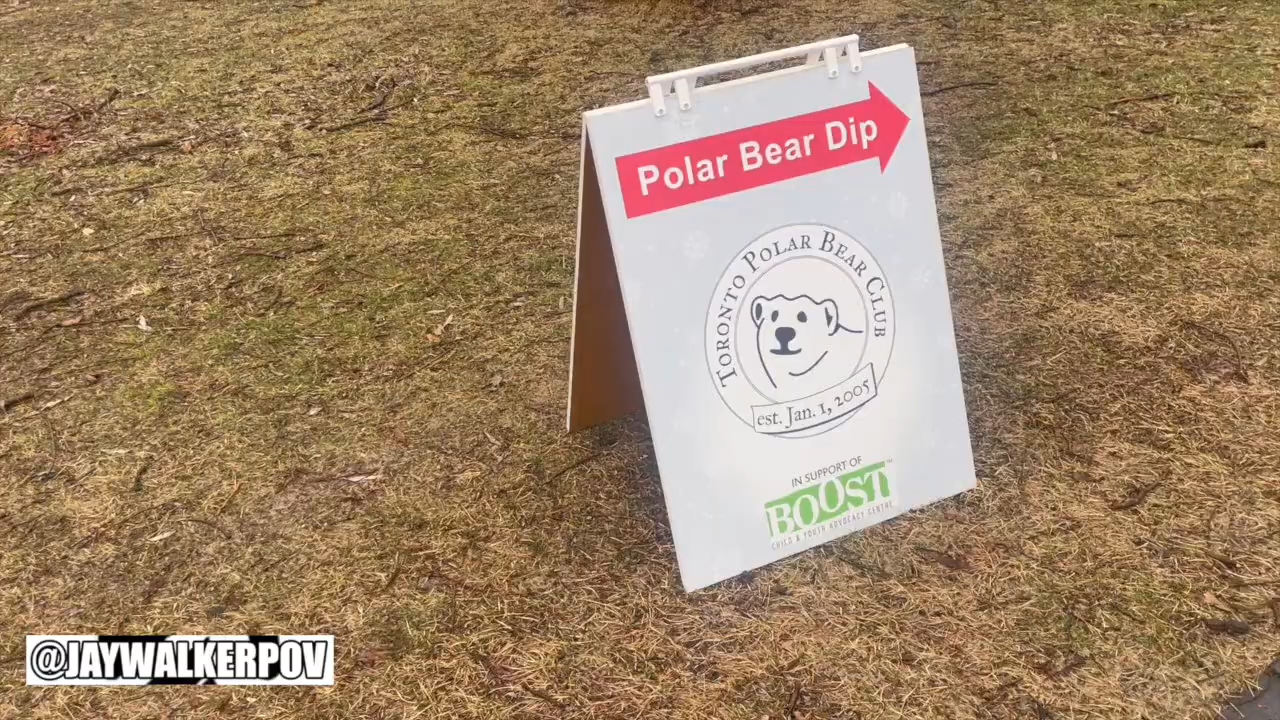 Polar Bear Dip
TORONTO POLAR BEAR CLUB
est. Jan. 1, 2005
IN SUPPORT OF
BOOST
CHILD & YOUTH ADVOCACY CENTRE
@JAYWALKERPOV